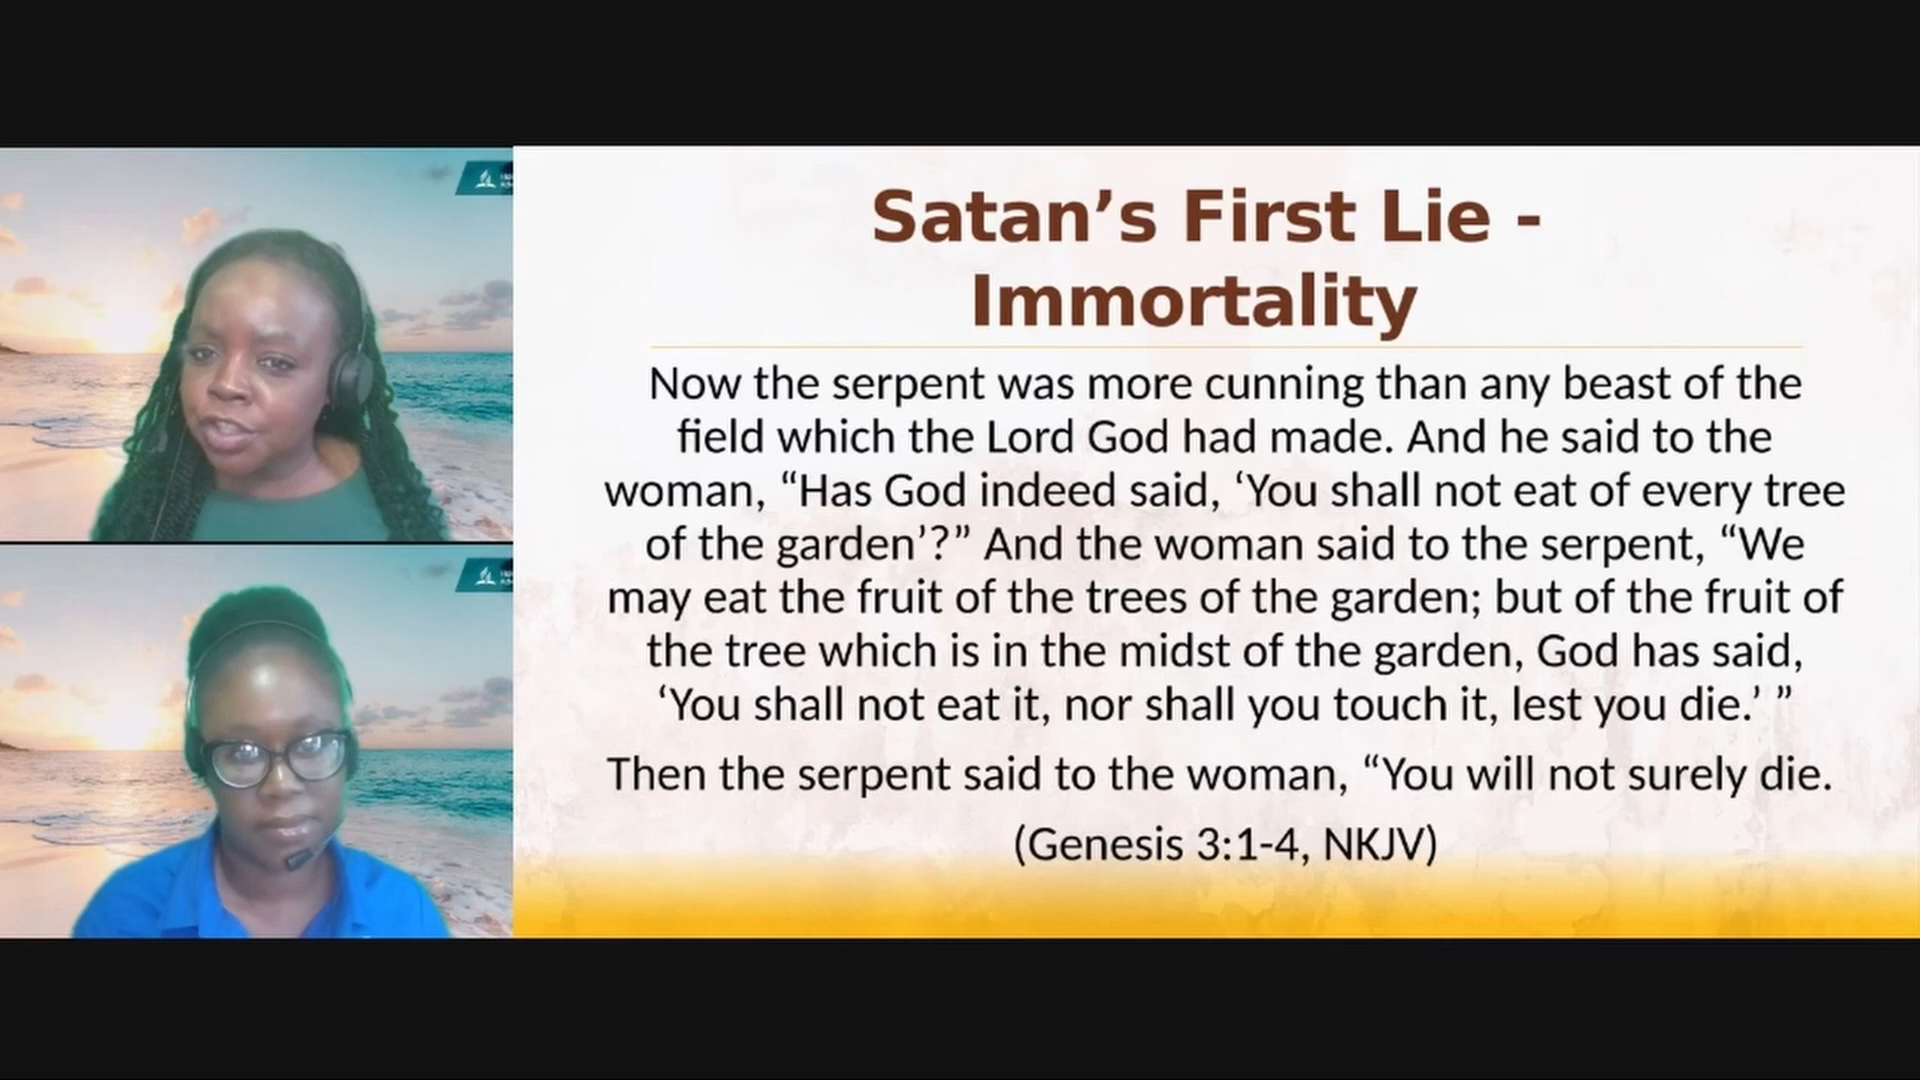 Satan’s First Lie -
Immortality
Now the serpent was more cunning than any beast of the
field which the Lord God had made. And he said to the
woman, “Has God indeed said, ‘You shall not eat of every tree
of the garden’?” And the woman said to the serpent, “We
may eat the fruit of the trees of the garden; but of the fruit of
the tree which is in the midst of the garden, God has said,
‘You shall not eat it, nor shall you touch it, lest you die.’ ”
Then the serpent said to the woman, “You will not surely die.
(Genesis 3:1-4, NKJV)